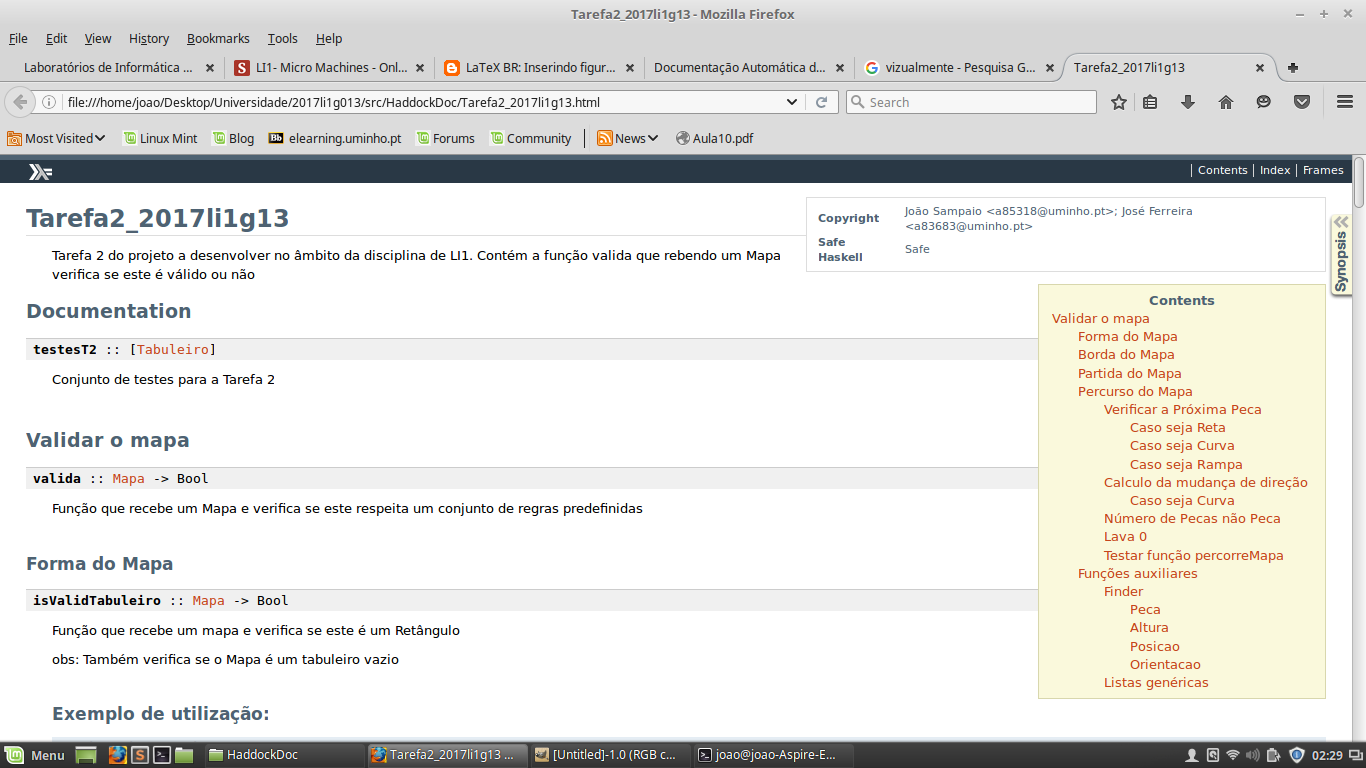 Tarefa2_2017li1g13 - Mozilla Firefox
File Edit View History Bookmarks Tools Help
Laboratórios de Informática ... LI1- Micro Machines - Onl... LaTeX BR: Inserindo figur... Documentação Automática d... vizualmente - Pesquisa G... Tarefa2_2017li1g13
file:///home/joao/Desktop/Universidade/2017li1g013/src/HaddockDoc/Tarefa2_2017li1g13.html Search
Most Visited Linux Mint Blog Bb elearning.uminho.pt Forums Community News Aula10.pdf
Contents | Index | Frames
Tarefa2_2017li1g13
Copyright João Sampaio <a85318@uminho.pt>; José Ferreira
<a83683@uminho.pt>
Safe
Haskell Safe
Synopsis
Tarefa 2 do projeto a desenvolver no âmbito da disciplina de LI1. Contém a função valida que rebendo um Mapa
verifica se este é válido ou não
Documentation
testesT2 :: [Tabuleiro]
Conjunto de testes para a Tarefa 2
Validar o mapa
valida :: Mapa -> Bool
Função que recebe um Mapa e verifica se este respeita um conjunto de regras predefinidas
Forma do Mapa
isValidTabuleiro :: Mapa -> Bool
Função que recebe um mapa e verifica se este é um Retângulo
obs: Também verifica se o Mapa é um tabuleiro vazio
Exemplo de utilização:
Contents
Validar o mapa
Forma do Mapa
Borda do Mapa
Partida do Mapa
Percurso do Mapa
Verificar a Próxima Peca
Caso seja Reta
Caso seja Curva
Caso seja Rampa
Calculo da mudança de direção
Caso seja Curva
Número de Pecas não Peca
Lava 0
Testar função percorreMapa
Funções auxiliares
Finder
Peca
Altura
Posicao
Orientacao
Listas genéricas
Menu HaddockDoc Tarefa2_2017li1g13 ... [Untitled]-1.0 (RGB c... joao@joao-Aspire-E... 02:29